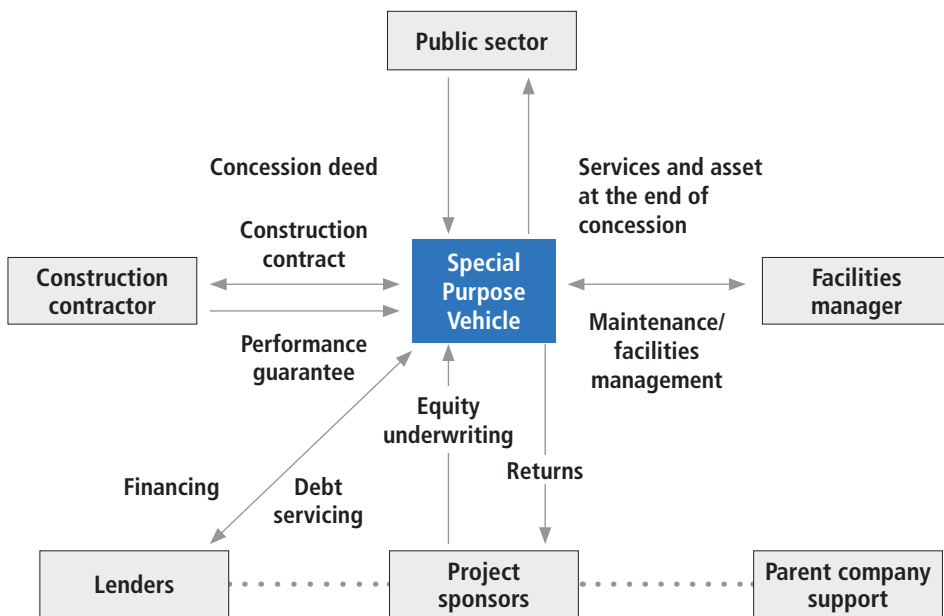 Public sector
Concession deed
Services and asset
at the end of
concession
Construction
contract
Construction
contractor
Special
Purpose
Vehicle
Facilities
manager
Performance
guarantee
Maintenance/
facilities
management
Equity
underwriting
Returns
Financing
Debt
servicing
Lenders
Project
sponsors
Parent company
support